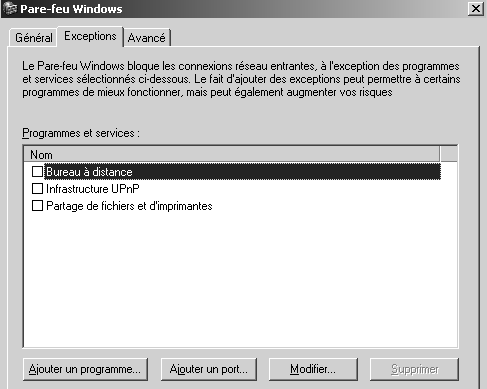 Pare-feu Windows
Général Exceptions Avancé
Le Pare-feu Windows bloque les connexions réseau entrantes, à l'exception des programmes
et services sélectionnés ci-dessous. Le fait d'ajouter des exceptions peut permettre à certains
programmes de mieux fonctionner, mais peut également augmenter vos risques
Programmes et services :
Nom
Bureau à distance
Infrastructure UPnP
Partage de fichiers et d'imprimantes
Ajouter un programme... Ajouter un port... Modifier... Supprimer